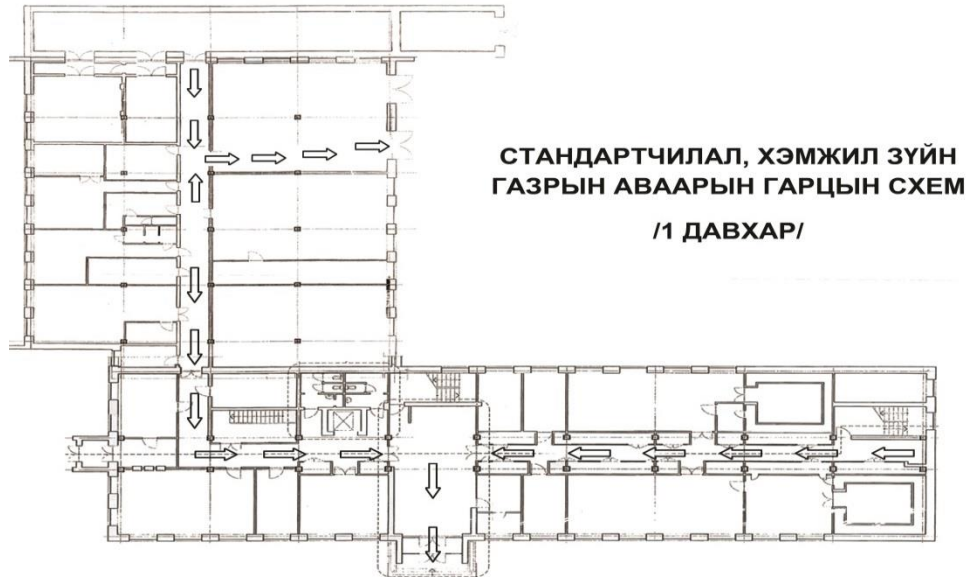 СТАНДАРТЧИЛАЛ, ХЭМЖИЛ ЗҮЙН
ГАЗРЫН АВААРЫН ГАРЦЫН СХЕМ
/1 ДАВХАР/